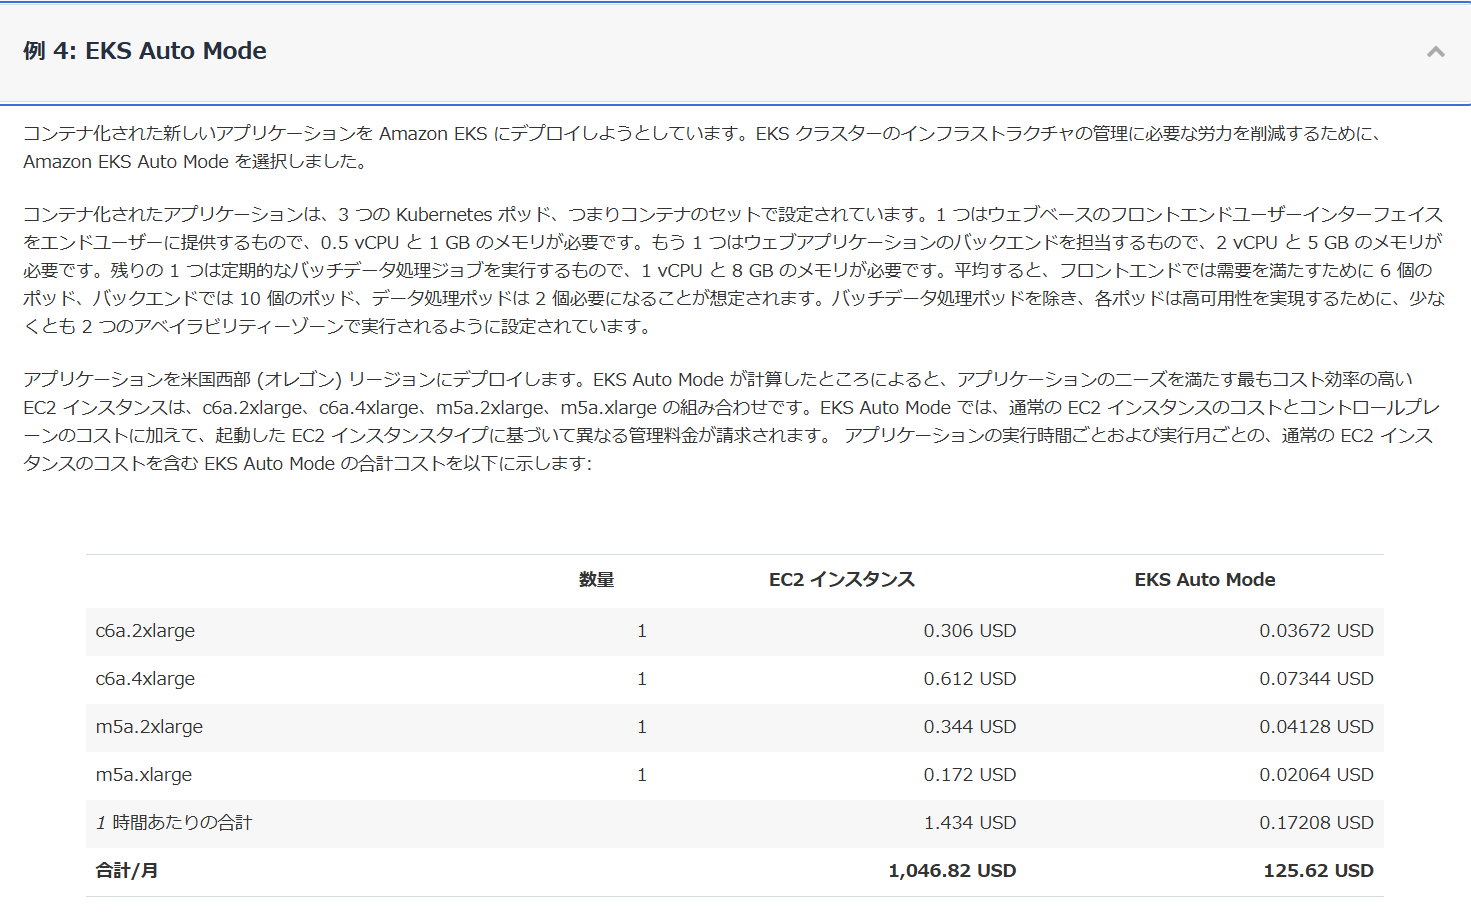 例 4: EKS Auto Mode
コンテナ化された新しいアプリケーションを Amazon EKS にデプロイしようとしています。EKS クラスターのインフラストラクチャの管理に必要な労力を削減するために、
Amazon EKS Auto Mode を選択しました。
コンテナ化されたアプリケーションは、3 つの Kubernetes ポッド、つまりコンテナのセットで設定されています。1 つはウェブベースのフロントエンドユーザーインターフェイス
をエンドユーザーに提供するもので、0.5 vCPU と 1 GB のメモリが必要です。もう 1 つはウェブアプリケーションのバックエンドを担当するもので、2 vCPU と 5 GB のメモリが
必要です。残りの 1 つは定期的なバッチデータ処理ジョブを実行するもので、1 vCPU と 8 GB のメモリが必要です。平均すると、フロントエンドでは需要を満たすために 6 個の
ポッド、バックエンドでは 10 個のポッド、データ処理ポッドは 2 個必要になることが想定されます。バッチデータ処理ポッドを除き、各ポッドは高可用性を実現するために、少な
くとも 2 つのアベイラビリティーゾーンで実行されるように設定されています。
アプリケーションを米国西部 (オレゴン) リージョンにデプロイします。EKS Auto Mode が計算したところによると、アプリケーションのニーズを満たす最もコスト効率の高い
EC2 インスタンスは、c6a.2xlarge、c6a.4xlarge、m5a.2xlarge、m5a.xlarge の組み合わせです。EKS Auto Mode では、通常の EC2 インスタンスのコストとコントロールプレ
ーンのコストに加えて、起動した EC2 インスタンスタイプに基づいて異なる管理料金が請求されます。 アプリケーションの実行時間ごとおよび実行月ごとの、通常の EC2 インス
タンスのコストを含む EKS Auto Mode の合計コストを以下に示します:
数量 EC2 インスタンス EKS Auto Mode
c6a.2xlarge 1 0.306 USD 0.03672 USD
c6a.4xlarge 1 0.612 USD 0.07344 USD
m5a.2xlarge 1 0.344 USD 0.04128 USD
m5a.xlarge 1 0.172 USD 0.02064 USD
1 時間あたりの合計 1.434 USD 0.17208 USD
合計/月 1,046.82 USD 125.62 USD